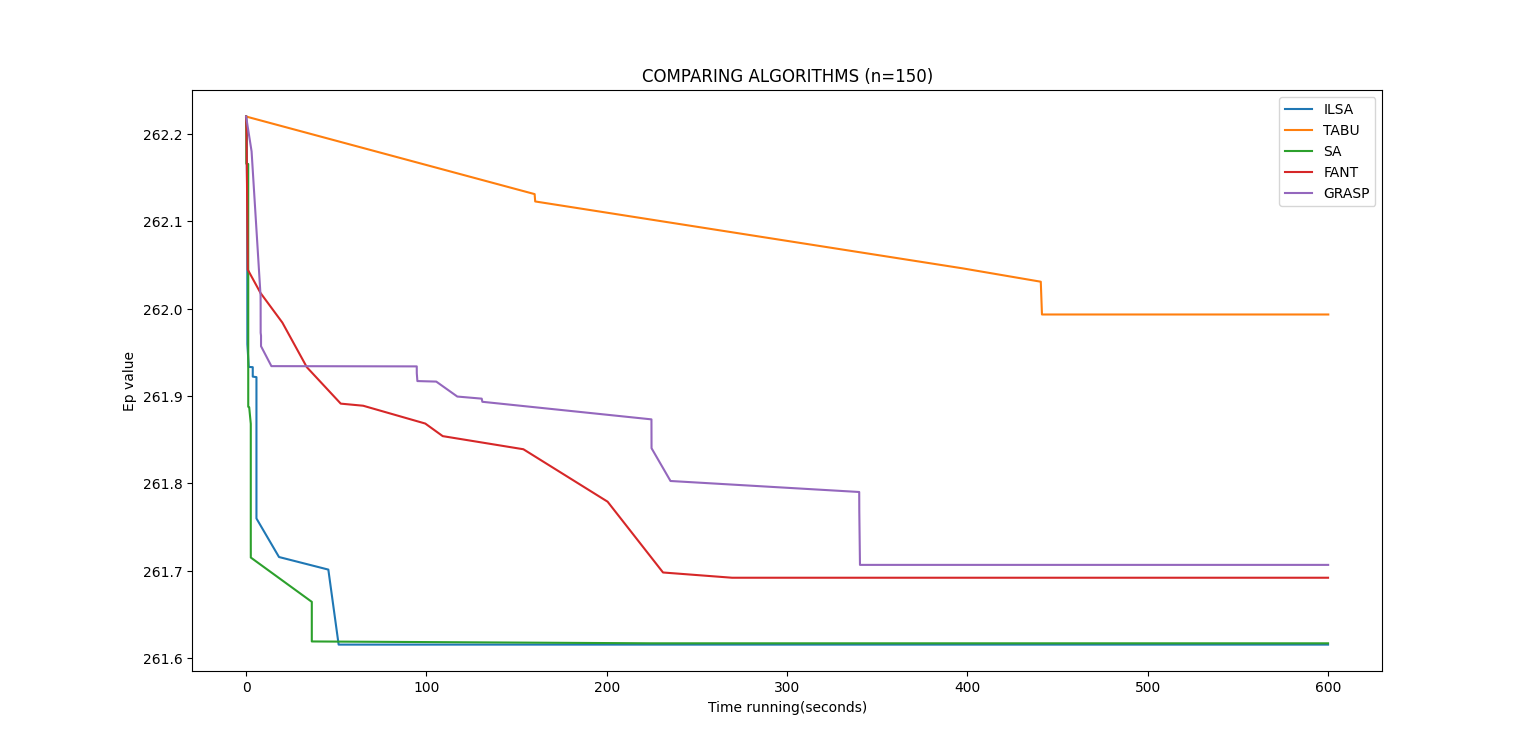 COMPARING ALGORITHMS (n=150)
ILSA
TABU
SA
FANT
GRASP
262.2
262.1
262.0
261.9
261.8
261.7
261.6
Ep value
0 100 200 300 400 500 600
Time running(seconds)